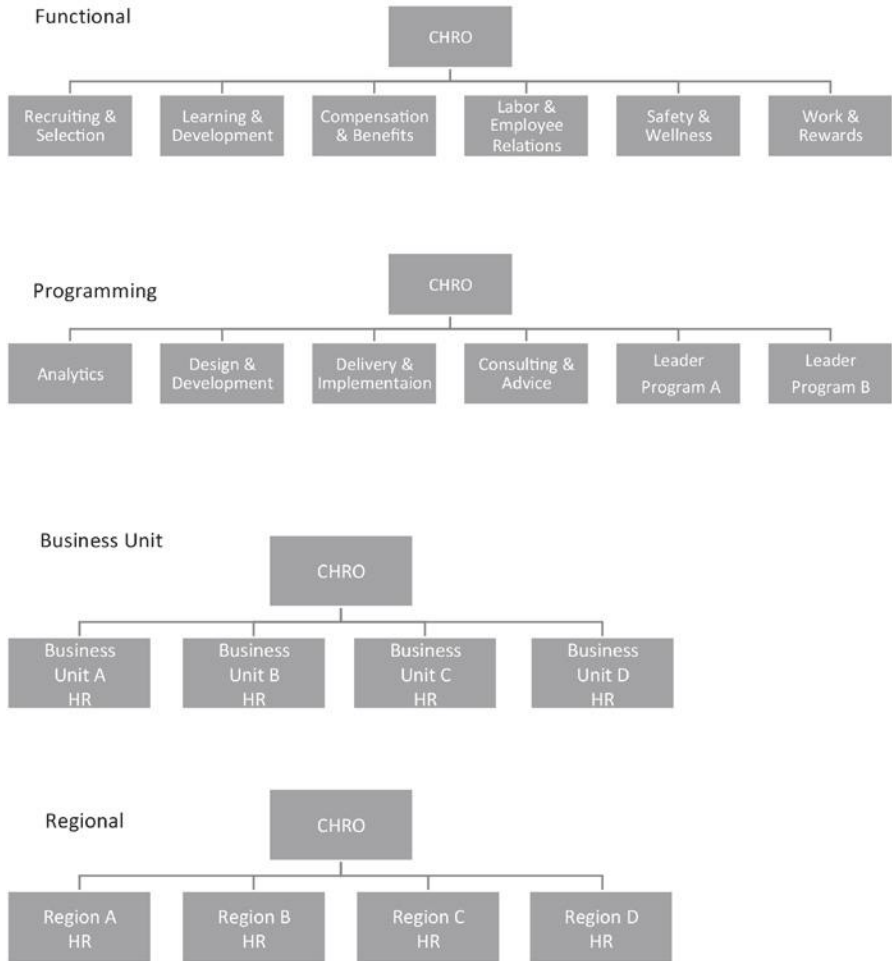 Functional
CHRO
Recruiting &
Selection
Learning &
Development
Compensation
& Benefits
Labor &
Employee
Relations
Safety &
Wellness
Work &
Rewards
Programming
CHRO
Analytics
Design &
Development
Delivery &
Implementaion
Consulting &
Advice
Leader
Program A
Leader
Program B
Business Unit
CHRO
Business
Unit A
HR
Business
Unit B
HR
Business
Unit C
HR
Business
Unit D
HR
Regional
CHRO
Region A
HR
Region B
HR
Region C
HR
Region D
HR